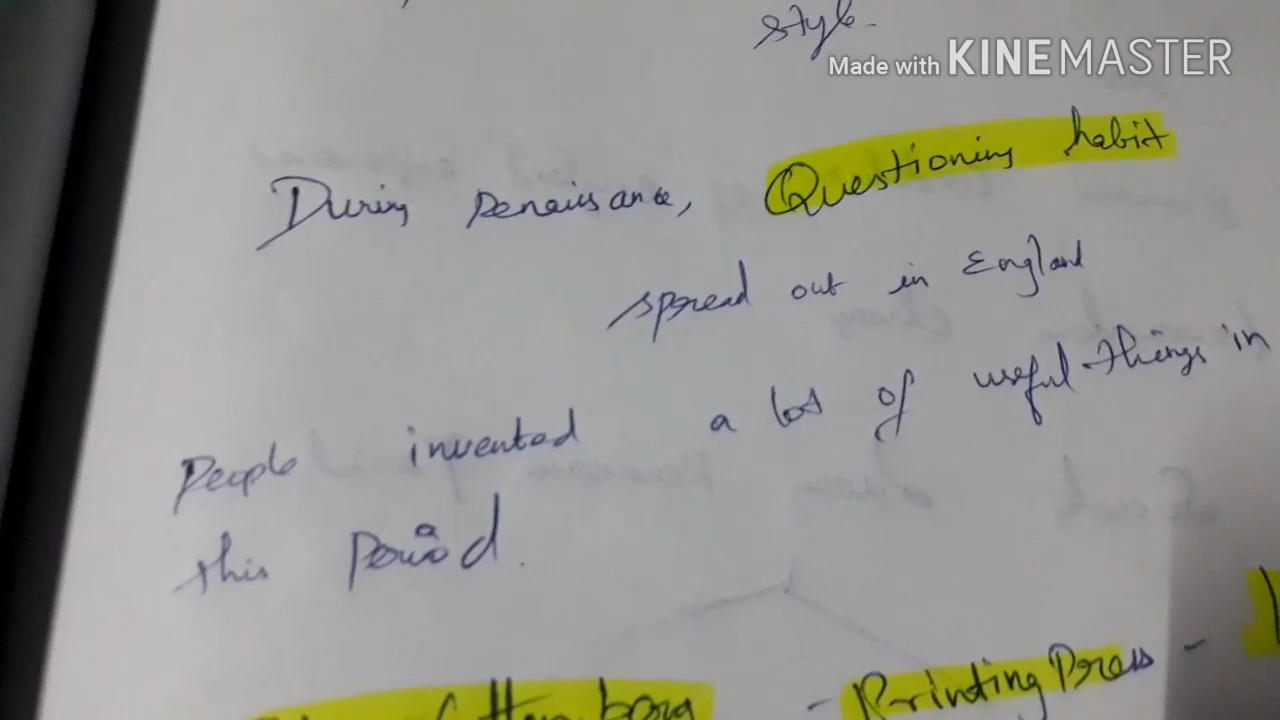 style.
Made with KINEMASTER
During Renaissance, Questioning habit
spread out in England
People invented a lot of useful things in
this Period.
- Printing Press -